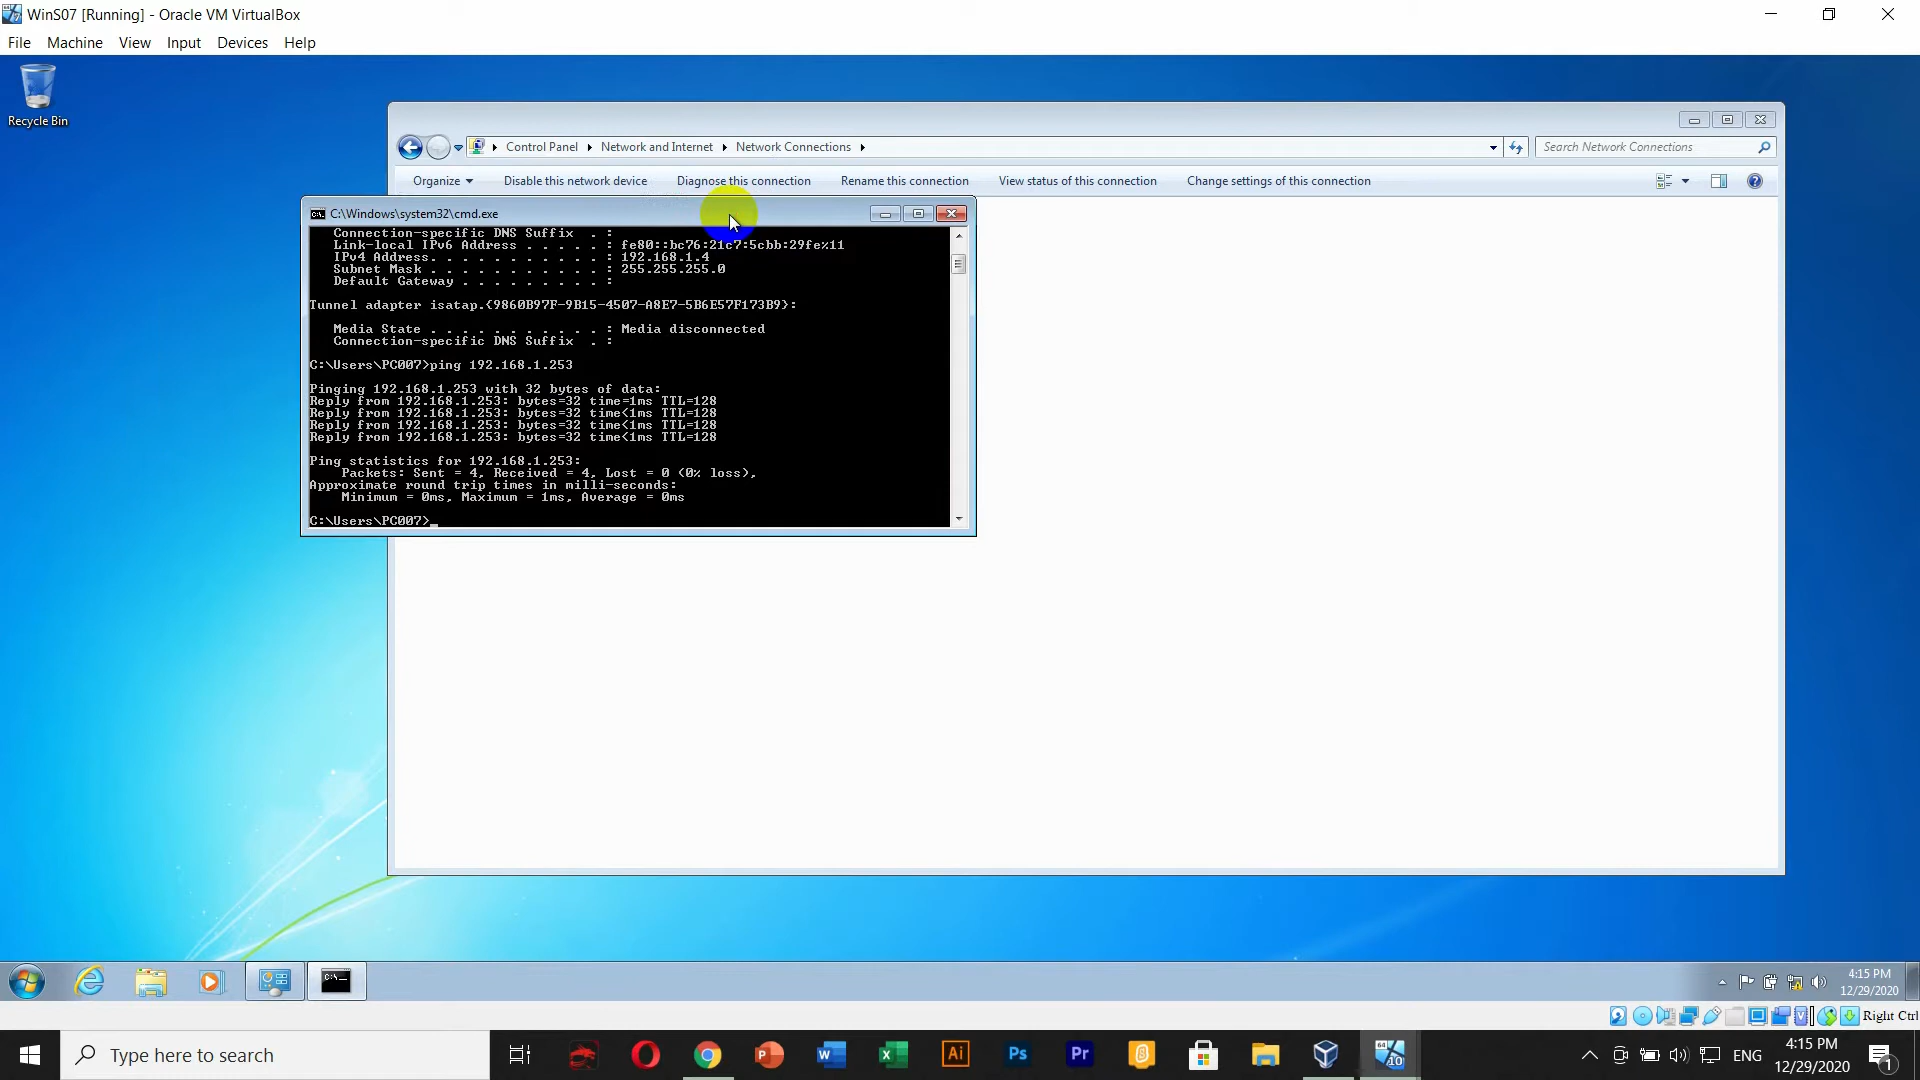 WinS07 [Running] - Oracle VM VirtualBox
File Machine View Input Devices Help
Recycle Bin
Control Panel Network and Internet Network Connections
Search Network Connections
Organize Disable this network device Diagnose this connection Rename this connection View status of this connection Change settings of this connection
C:\Windows\system32\cmd.exe
Connection-specific DNS Suffix . :
Link-local IPv6 Address . . . . . : fe80::bc76:21c7:5cbb:29fe%11
IPv4 Address. . . . . . . . . . . : 192.168.1.4
Subnet Mask . . . . . . . . . . . : 255.255.255.0
Default Gateway . . . . . . . . . :
Tunnel adapter isatap.{9860B97F-9B15-4507-A8E7-5B6E57F173B9}:
Media State . . . . . . . . . . . : Media disconnected
Connection-specific DNS Suffix . :
C:\Users\PC007>ping 192.168.1.253
Pinging 192.168.1.253 with 32 bytes of data:
Reply from 192.168.1.253: bytes=32 time=1ms TTL=128
Reply from 192.168.1.253: bytes=32 time<1ms TTL=128
Reply from 192.168.1.253: bytes=32 time<1ms TTL=128
Reply from 192.168.1.253: bytes=32 time<1ms TTL=128
Ping statistics for 192.168.1.253:
Packets: Sent = 4, Received = 4, Lost = 0 (0% loss),
Approximate round trip times in milli-seconds:
Minimum = 0ms, Maximum = 1ms, Average = 0ms
C:\Users\PC007>_
4:15 PM
12/29/2020
Right Ctrl
Type here to search
ENG
4:15 PM
12/29/2020
1